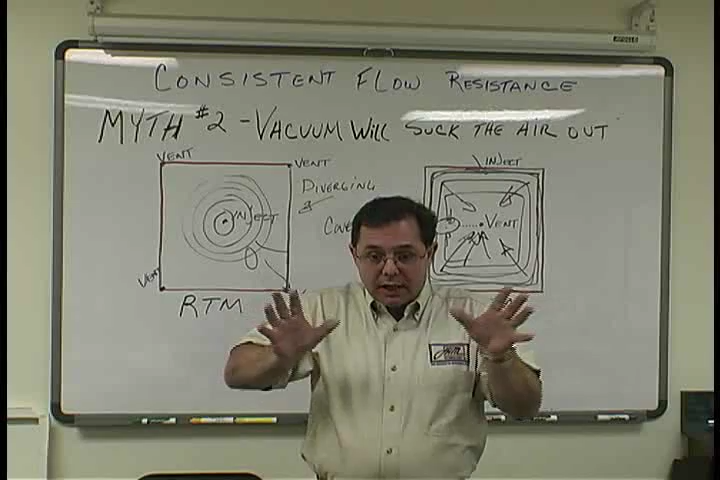 CONSISTENT FLOW RESISTANCE
MYTH #2 - VACUUM WILL SUCK THE AIR OUT
VENT
VENT
INJECT
DIVERGING
INJECT
VENT
VENT
RTM